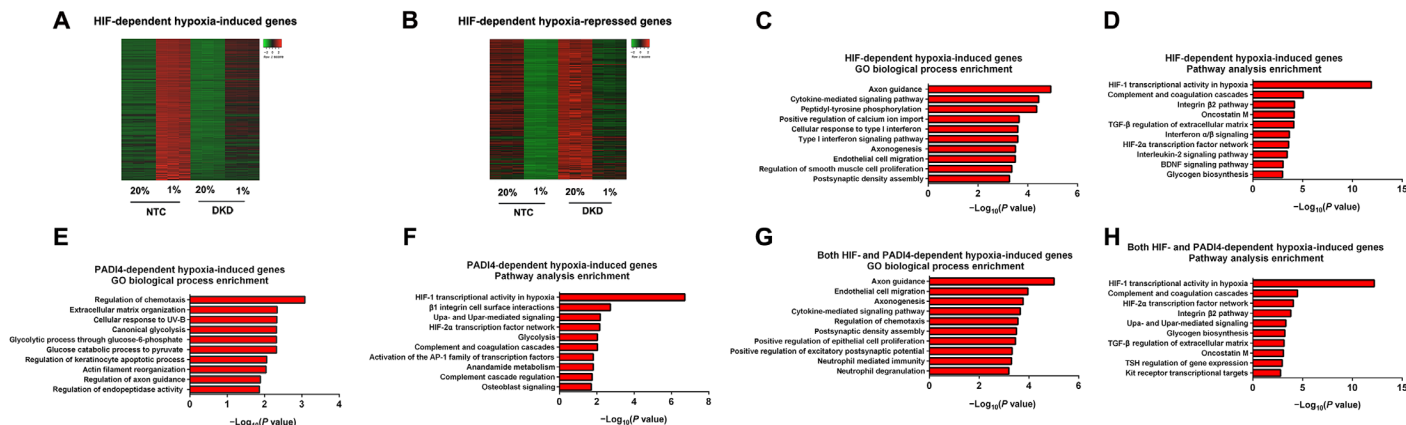 A
HIF-dependent hypoxia-induced genes
20%
1%
20%
1%
NTC
DKD
B
HIF-dependent hypoxia-repressed genes
20%
1%
20%
1%
NTC
DKD
C
HIF-dependent hypoxia-induced genes
GO biological process enrichment
Axon guidance
Cytokine-mediated signaling pathway
Peptidyl-tyrosine phosphorylation
Positive regulation of calcium ion import
Cellular response to type I interferon
Type I interferon signaling pathway
Axonogenesis
Endothelial cell migration
Regulation of smooth muscle cell proliferation
Postsynaptic density assembly
0 2 4 6
−Log10(P value)
D
HIF-dependent hypoxia-induced genes
Pathway analysis enrichment
HIF-1 transcriptional activity in hypoxia
Complement and coagulation cascades
Integrin β2 pathway
Oncostatin M
TGF-β regulation of extracellular matrix
Interferon α/β signaling
HIF-2α transcription factor network
Interleukin-2 signaling pathway
BDNF signaling pathway
Glycogen biosynthesis
0 5 10 15
−Log10(P value)
E
PADI4-dependent hypoxia-induced genes
GO biological process enrichment
Regulation of chemotaxis
Extracellular matrix organization
Cellular response to UV-B
Canonical glycolysis
Glycolytic process through glucose-6-phosphate
Glucose catabolic process to pyruvate
Regulation of keratinocyte apoptotic process
Actin filament reorganization
Regulation of axon guidance
Regulation of endopeptidase activity
0 1 2 3 4
−Log10(P value)
F
PADI4-dependent hypoxia-induced genes
Pathway analysis enrichment
HIF-1 transcriptional activity in hypoxia
β1 integrin cell surface interactions
Upa- and Upar-mediated signaling
HIF-2α transcription factor network
Glycolysis
Complement and coagulation cascades
Activation of the AP-1 family of transcription factors
Anandamide metabolism
Complement cascade regulation
Osteoblast signaling
0 2 4 6 8
−Log10(P value)
G
Both HIF- and PADI4-dependent hypoxia-induced genes
GO biological process enrichment
Axon guidance
Endothelial cell migration
Axonogenesis
Cytokine-mediated signaling pathway
Regulation of chemotaxis
Postsynaptic density assembly
Positive regulation of epithelial cell proliferation
Positive regulation of excitatory postsynaptic potential
Neutrophil mediated immunity
Neutrophil degranulation
0 2 4 6
−Log10(P value)
H
Both HIF- and PADI4-dependent hypoxia-induced genes
Pathway analysis enrichment
HIF-1 transcriptional activity in hypoxia
Complement and coagulation cascades
HIF-2α transcription factor network
Integrin β2 pathway
Upa- and Upar-mediated signaling
Glycogen biosynthesis
TGF-β regulation of extracellular matrix
Oncostatin M
TSH regulation of gene expression
Kit receptor transcriptional targets
0 5 10 15
−Log10(P value)